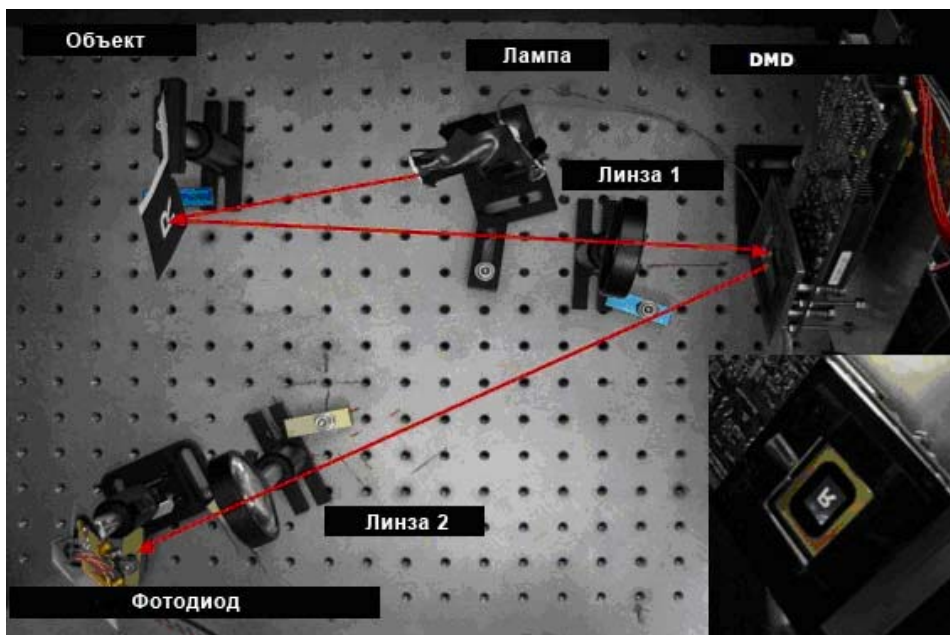 Объект
Лампа
DMD
Линза 1
R
Линза 2
R
Фотодиод